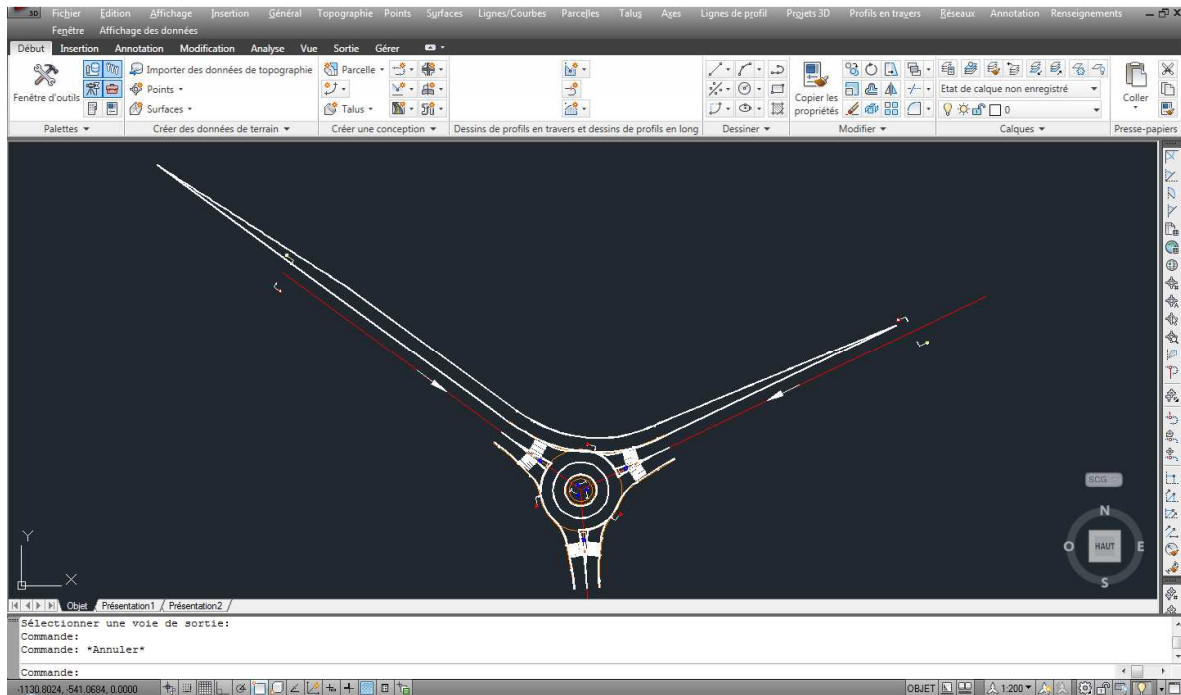 3D Fichier Edition Affichage Insertion Général Topographie Points Surfaces Lignes/Courbes Parcelles Talus Axes Lignes de profil Projets 3D Profils en travers Réseaux Annotation Renseignements
Fenêtre Affichage des données
Début Insertion Annotation Modification Analyse Vue Sortie Gérer
Fenêtre d'outils
Importer des données de topographie
Points
Surfaces
Parcelle
Talus
Copier les propriétés
Etat de calque non enregistré
0
Coller
Palettes Créer des données de terrain Créer une conception Dessins de profils en travers et dessins de profils en long Dessiner Modifier Calques Presse-papiers
SCG
N
O HAUT E
S
Y
X
Objet Présentation1 Présentation2
Sélectionner une voie de sortie:
Commande:
Commande: *Annuler*
Commande:
-1130.8024, -541.0684, 0.0000 OBJET 1:200